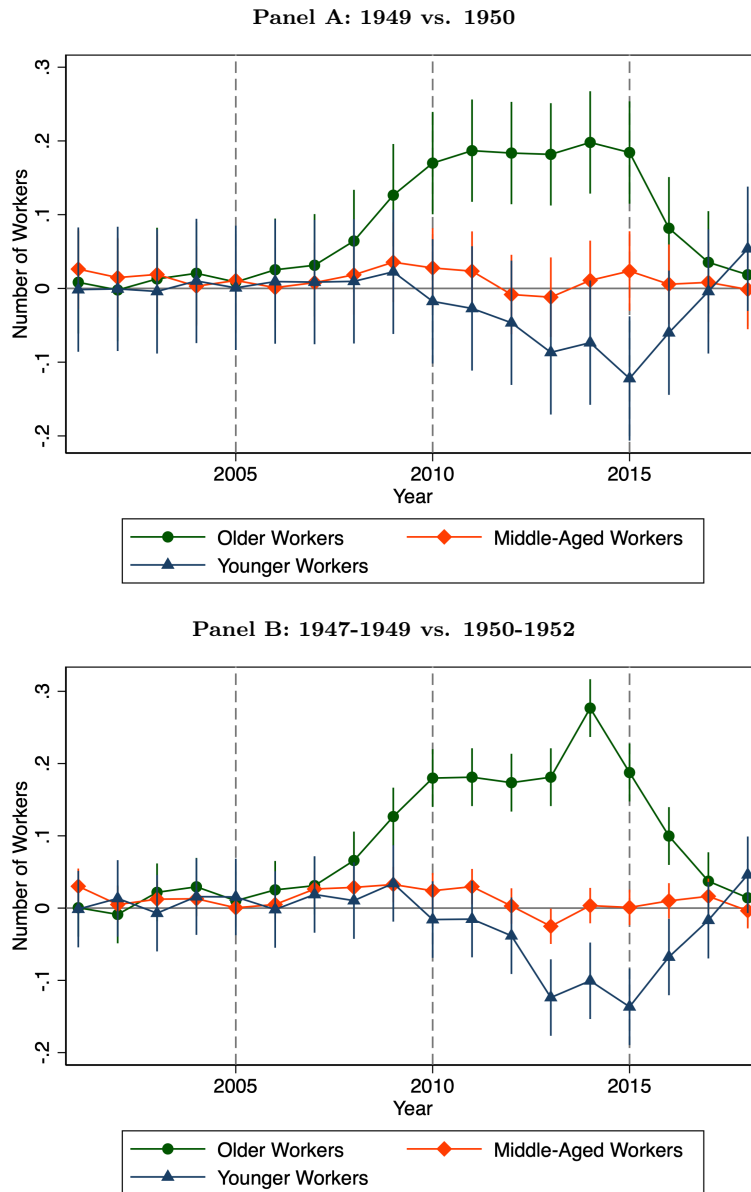 Panel A: 1949 vs. 1950
.3
.2
.1
0
-.1
-.2
Number of Workers
2005 2010 2015
Year
Older Workers Middle-Aged Workers
Younger Workers
Panel B: 1947-1949 vs. 1950-1952
.3
.2
.1
0
-.1
-.2
Number of Workers
2005 2010 2015
Year
Older Workers Middle-Aged Workers
Younger Workers